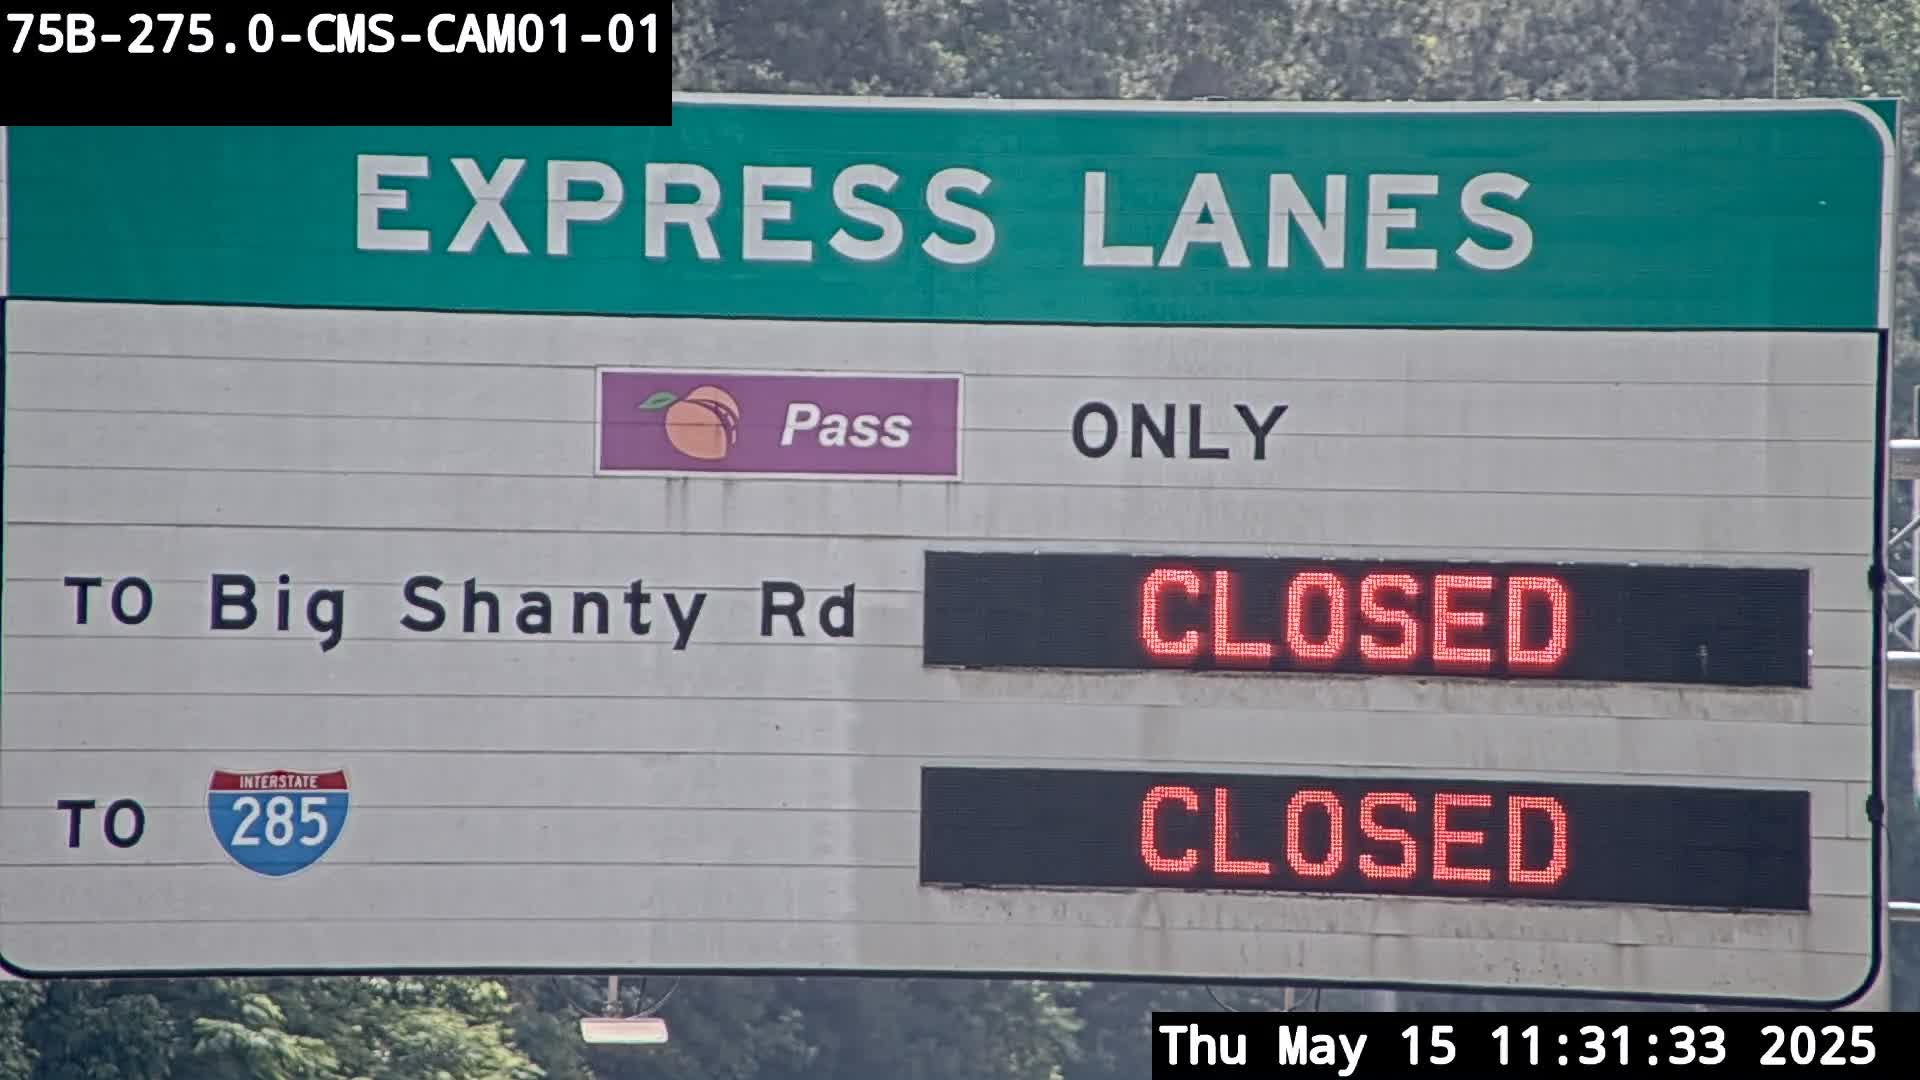 75B-275.0-CMS-CAM01-01
EXPRESS LANES
Pass ONLY
TO Big Shanty Rd CLOSED
TO INTERSTATE 285 CLOSED
Thu May 15 11:31:33 2025